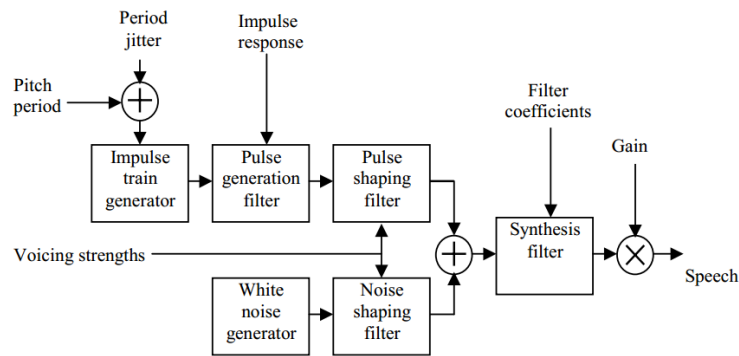 Period
jitter
Impulse
response
Pitch
period
Filter
coefficients
Gain
Impulse
train
generator
Pulse
generation
filter
Pulse
shaping
filter
Voicing strengths
Synthesis
filter
Speech
White
noise
generator
Noise
shaping
filter